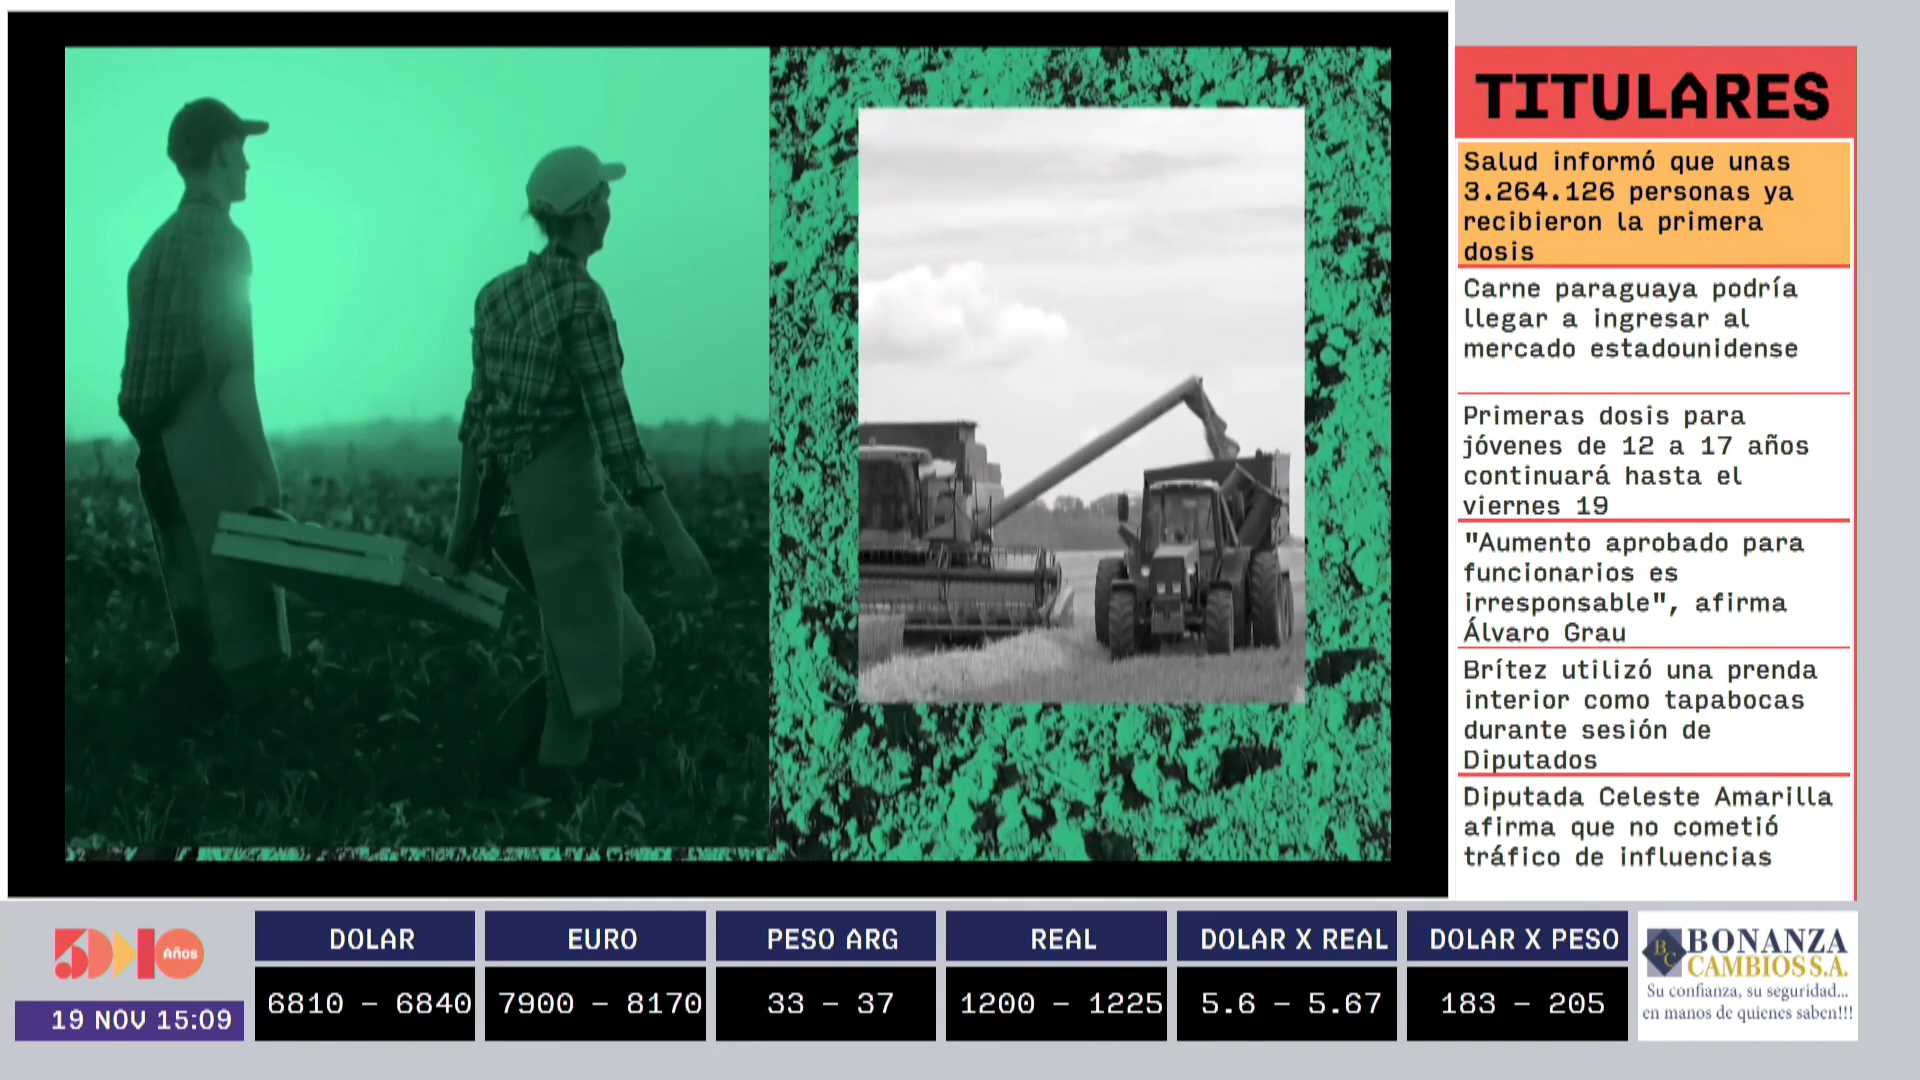 TITULARES
Salud informó que unas
3.264.126 personas ya
recibieron la primera
dosis
Carne paraguaya podría
llegar a ingresar al
mercado estadounidense
Primeras dosis para
jóvenes de 12 a 17 años
continuará hasta el
viernes 19
"Aumento aprobado para
funcionarios es
irresponsable", afirma
Álvaro Grau
Brítez utilizó una prenda
interior como tapabocas
durante sesión de
Diputados
Diputada Celeste Amarilla
afirma que no cometió
tráfico de influencias
Años
19 NOV 15:09
DOLAR
6810 - 6840
EURO
7900 - 8170
PESO ARG
33 - 37
REAL
1200 - 1225
DOLAR X REAL
5.6 - 5.67
DOLAR X PESO
183 - 205
BC
BONANZA
CAMBIOS S.A.
Su confianza, su seguridad...
en manos de quienes saben!!!